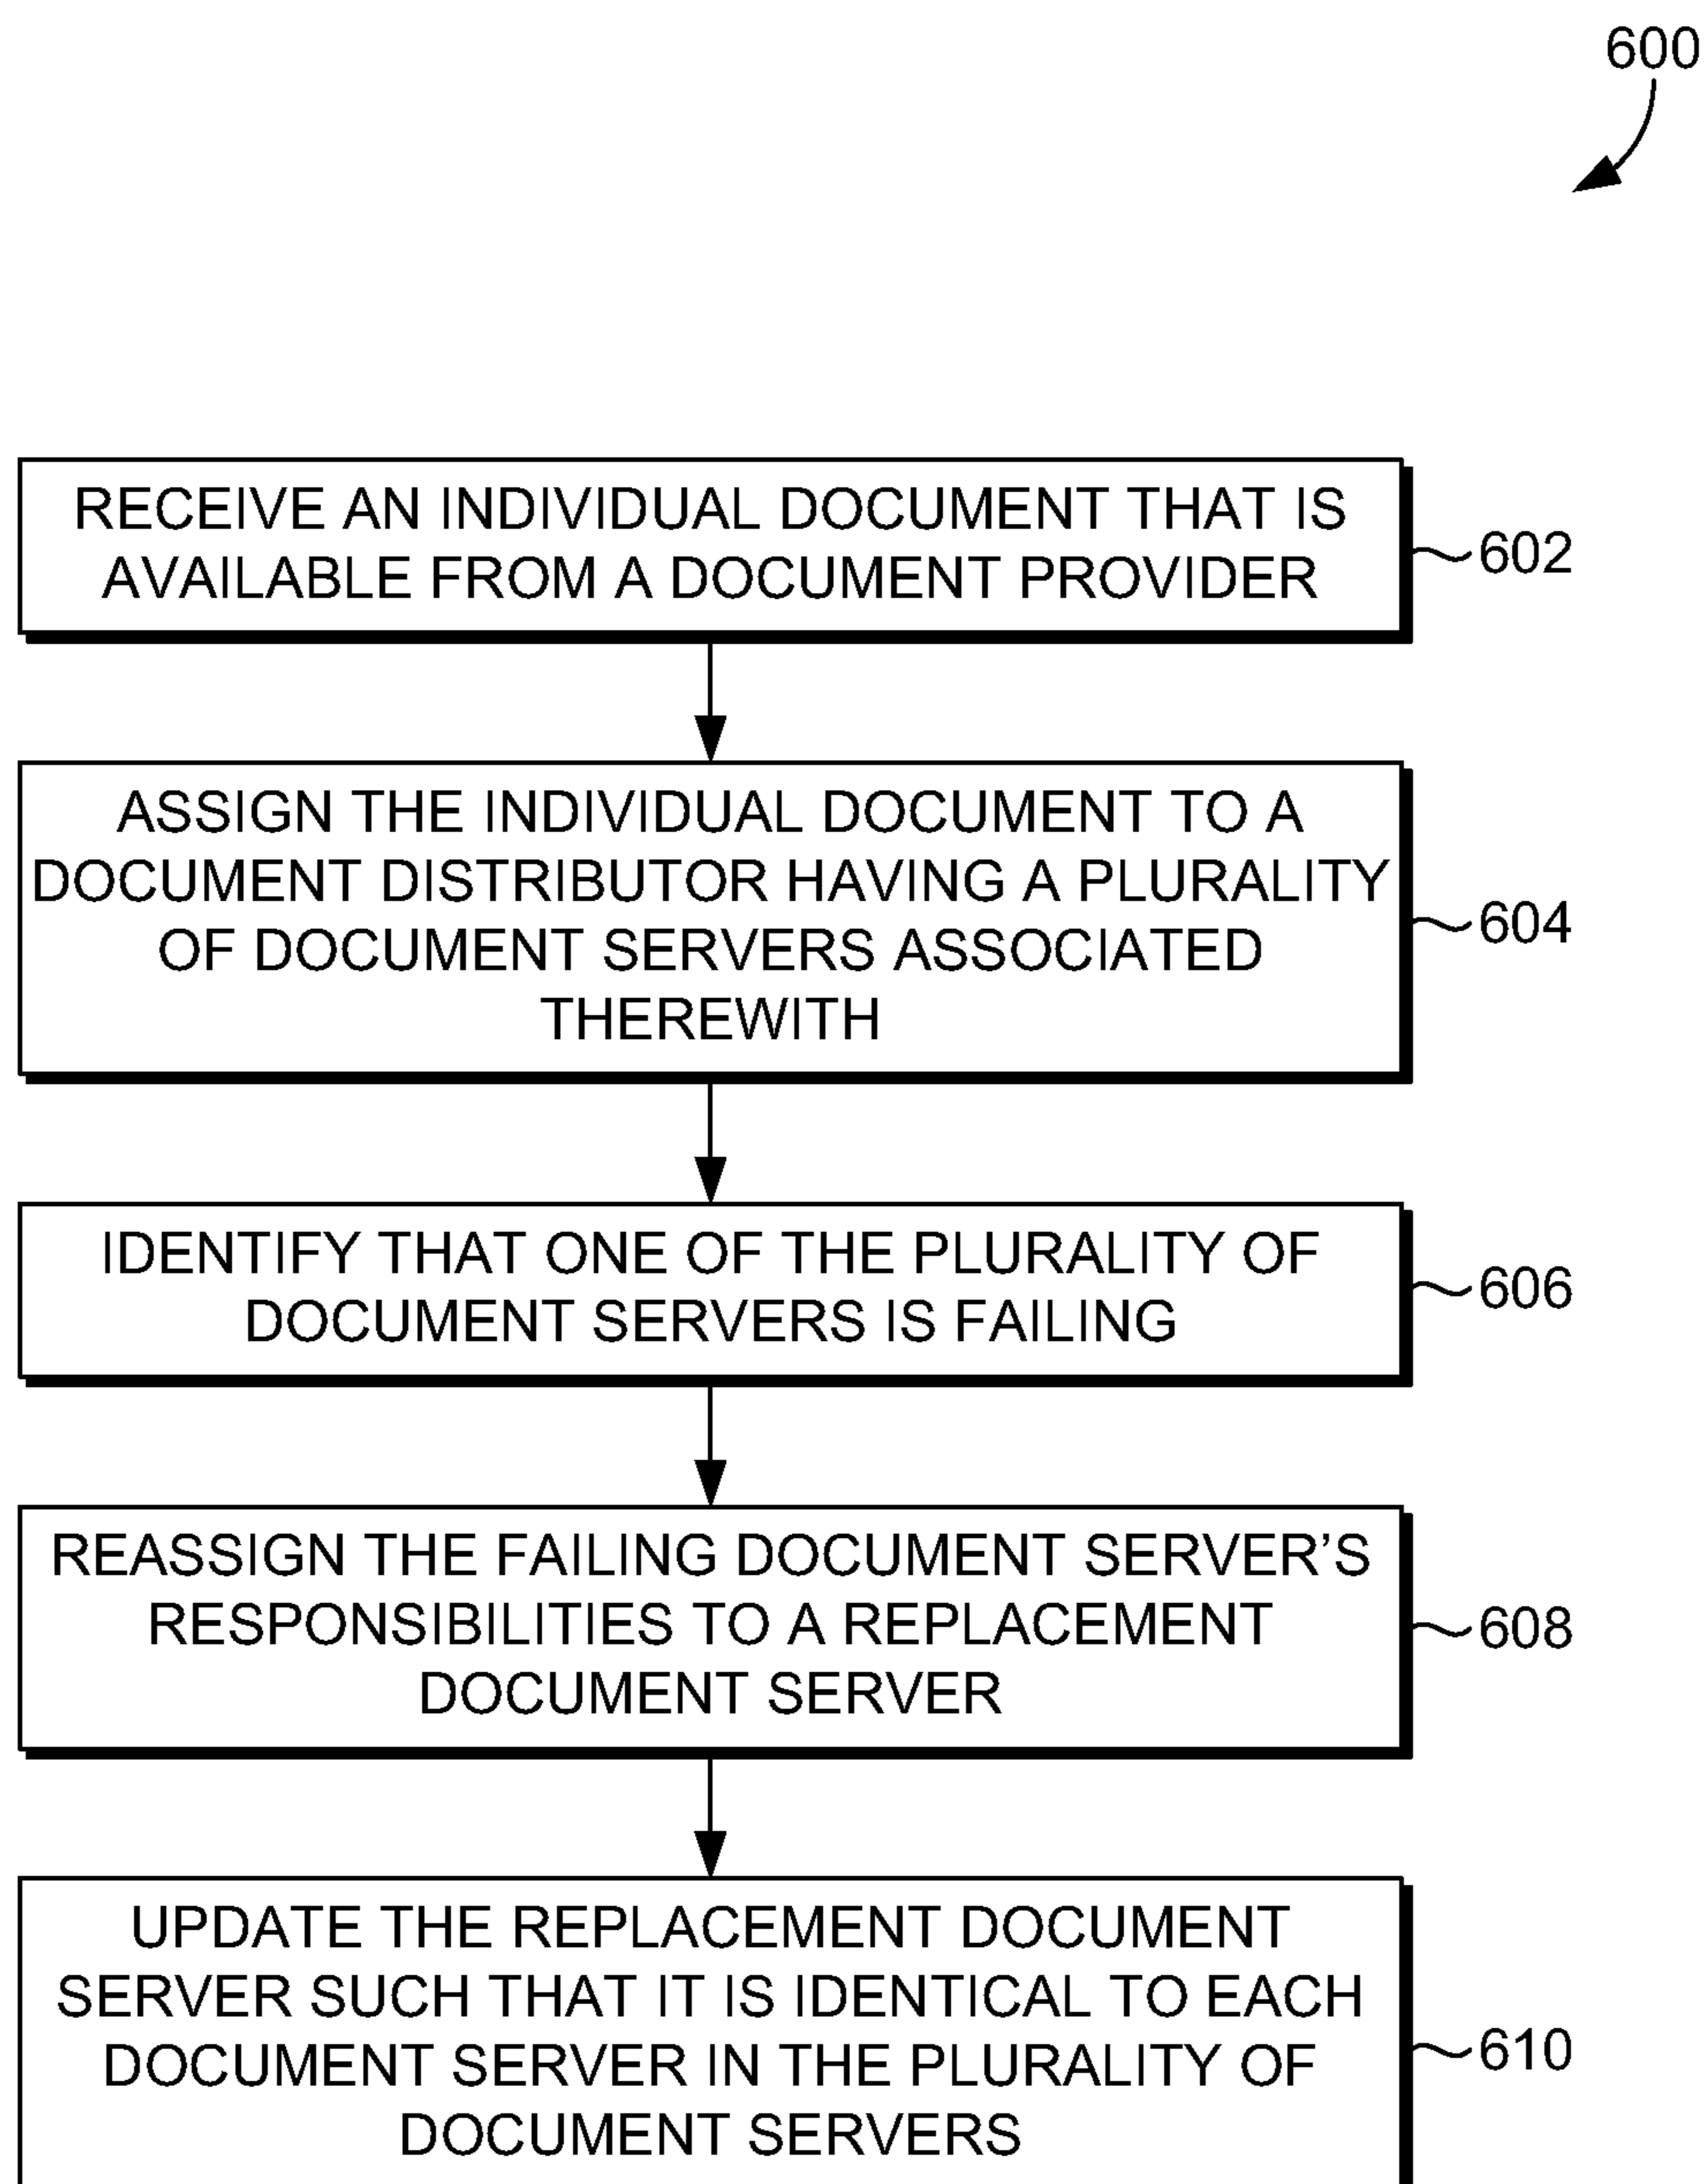 600
RECEIVE AN INDIVIDUAL DOCUMENT THAT IS
AVAILABLE FROM A DOCUMENT PROVIDER
602
ASSIGN THE INDIVIDUAL DOCUMENT TO A
DOCUMENT DISTRIBUTOR HAVING A PLURALITY
OF DOCUMENT SERVERS ASSOCIATED
THEREWITH
604
IDENTIFY THAT ONE OF THE PLURALITY OF
DOCUMENT SERVERS IS FAILING
606
REASSIGN THE FAILING DOCUMENT SERVER’S
RESPONSIBILITIES TO A REPLACEMENT
DOCUMENT SERVER
608
UPDATE THE REPLACEMENT DOCUMENT
SERVER SUCH THAT IT IS IDENTICAL TO EACH
DOCUMENT SERVER IN THE PLURALITY OF
DOCUMENT SERVERS
610